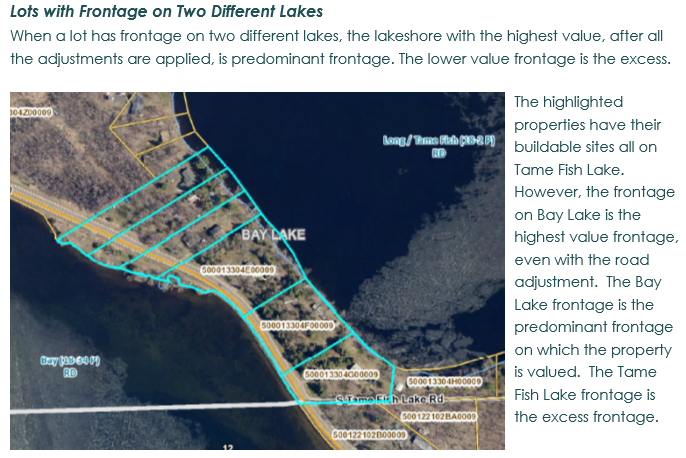 Lots with Frontage on Two Different Lakes
When a lot has frontage on two different lakes, the lakeshore with the highest value, after all
the adjustments are applied, is predominant frontage. The lower value frontage is the excess.
04Z00009
Long / Tame Fish (18-2 P)
RD
BAY LAKE
500013304E00009
500013304F00009
Bay (18-34 P)
RD
500013304G00009
500013304H00009
S Tame Fish Lake Rd
500122102BA0009
500122102B00009
12
The highlighted
properties have their
buildable sites all on
Tame Fish Lake.
However, the frontage
on Bay Lake is the
highest value frontage,
even with the road
adjustment.  The Bay
Lake frontage is the
predominant frontage
on which the property
is valued.  The Tame
Fish Lake frontage is
the excess frontage.